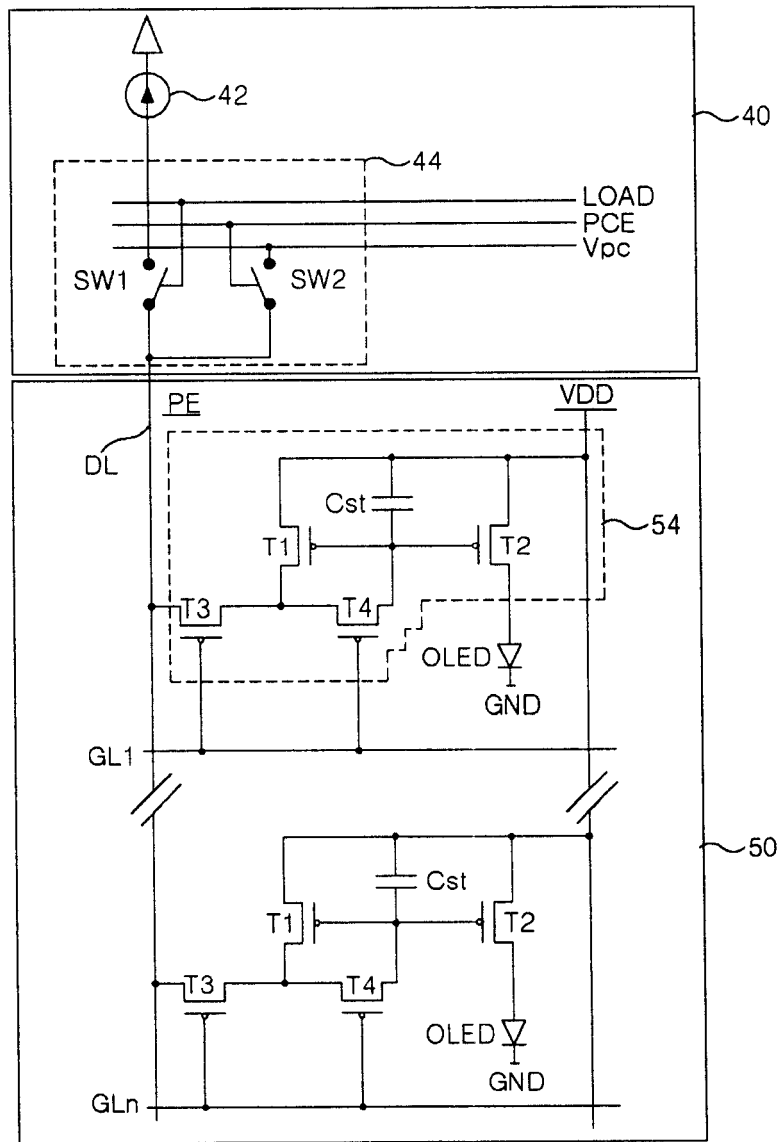 42
40
44
LOAD
PCE
Vpc
SW1
SW2
PE
VDD
DL
Cst
54
T1
T2
T3
T4
OLED
GND
GL1
50
Cst
T1
T2
T3
T4
OLED
GND
GLn